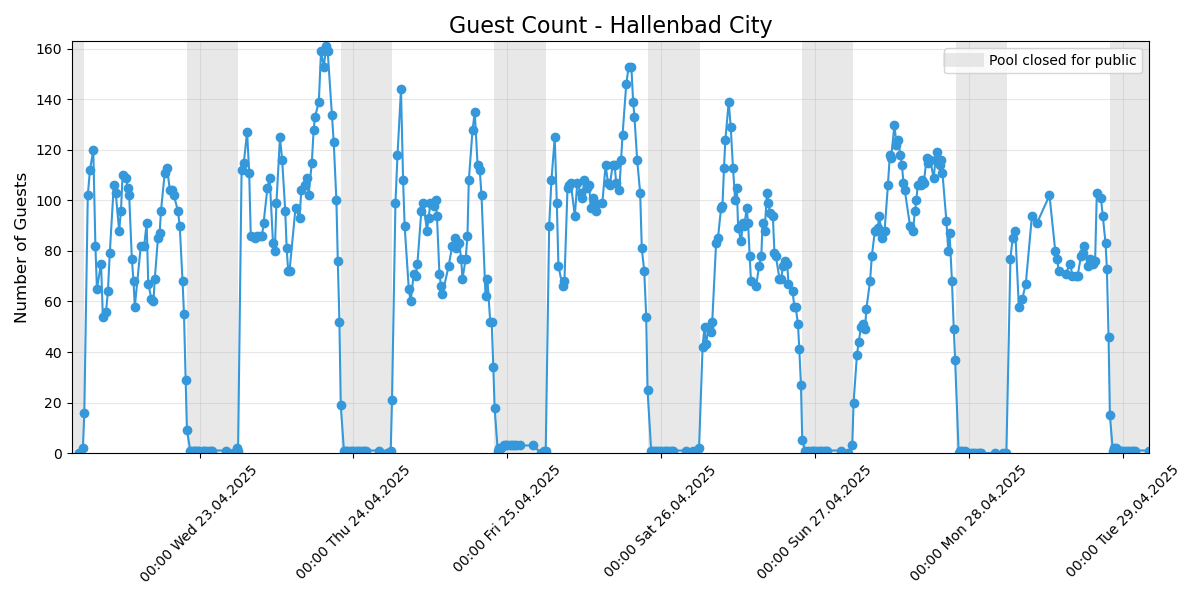 Guest Count - Hallenbad City
Number of Guests
160
140
120
100
80
60
40
20
0
Pool closed for public
00:00 Wed 23.04.2025
00:00 Thu 24.04.2025
00:00 Fri 25.04.2025
00:00 Sat 26.04.2025
00:00 Sun 27.04.2025
00:00 Mon 28.04.2025
00:00 Tue 29.04.2025